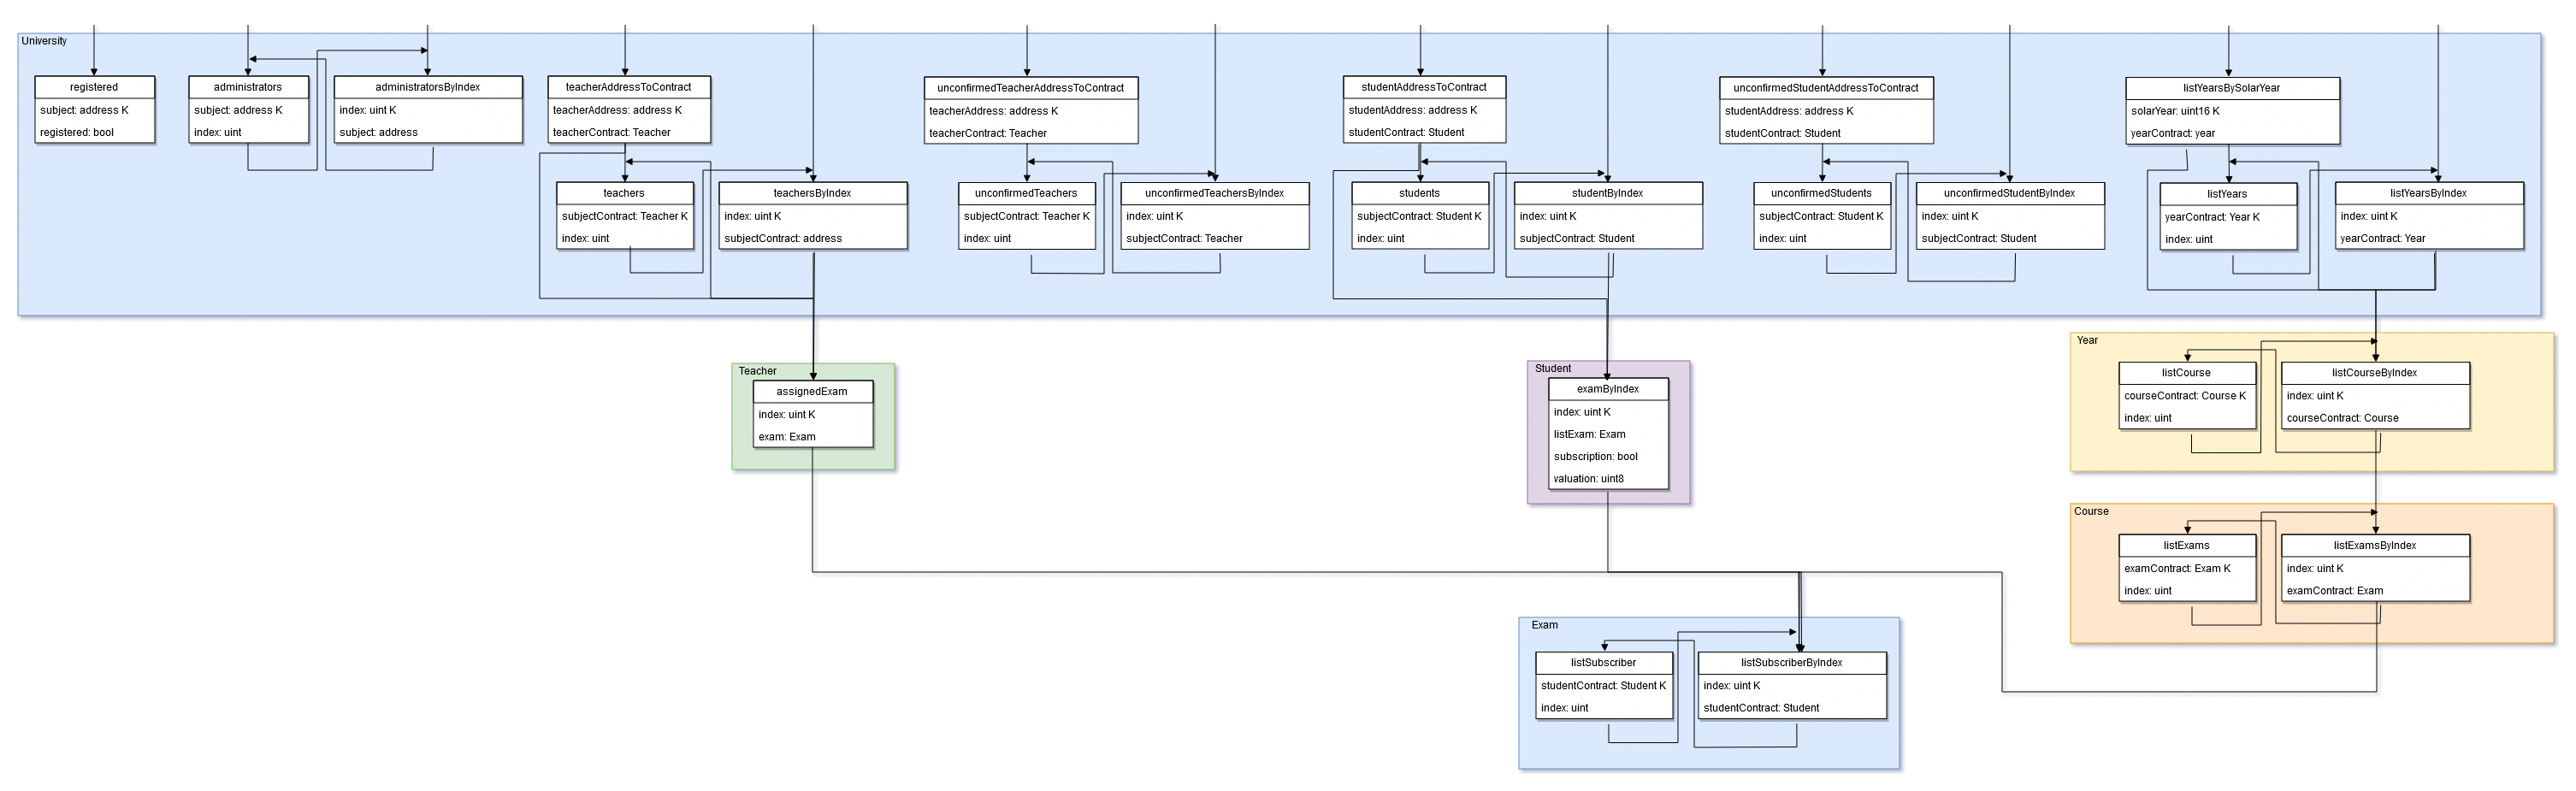 University
registered
subject: address K
registered: bool
administrators
subject: address K
index: uint
administratorsByIndex
index: uint K
subject: address
teacherAddressToContract
teacherAddress: address K
teacherContract: Teacher
teachers
subjectContract: Teacher K
index: uint
teachersByIndex
index: uint K
subjectContract: address
unconfirmedTeacherAddressToContract
teacherAddress: address K
teacherContract: Teacher
unconfirmedTeachers
subjectContract: Teacher K
index: uint
unconfirmedTeachersByIndex
index: uint K
subjectContract: Teacher
studentAddressToContract
studentAddress: address K
studentContract: Student
students
subjectContract: Student K
index: uint
studentByIndex
index: uint K
subjectContract: Student
unconfirmedStudentAddressToContract
studentAddress: address K
studentContract: Student
unconfirmedStudents
subjectContract: Student K
index: uint
unconfirmedStudentByIndex
index: uint K
subjectContract: Student
listYearsBySolarYear
solarYear: uint16 K
yearContract: year
listYears
yearContract: Year K
index: uint
listYearsByIndex
index: uint K
yearContract: Year
Teacher
assignedExam
index: uint K
exam: Exam
Student
examByIndex
index: uint K
listExam: Exam
subscription: bool
valuation: uint8
Year
listCourse
courseContract: Course K
index: uint
listCourseByIndex
index: uint K
courseContract: Course
Course
listExams
examContract: Exam K
index: uint
listExamsByIndex
index: uint K
examContract: Exam
Exam
listSubscriber
studentContract: Student K
index: uint
listSubscriberByIndex
index: uint K
studentContract: Student